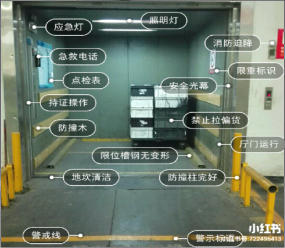 应急灯
照明灯
消防迫降
急救电话
限重标识
点检表
安全光幕
持证操作
禁止拉偏货
防撞木
厅门运行
限位槽钢无变形
地坎清洁
防撞柱完好
警戒线
警示标识
小红书